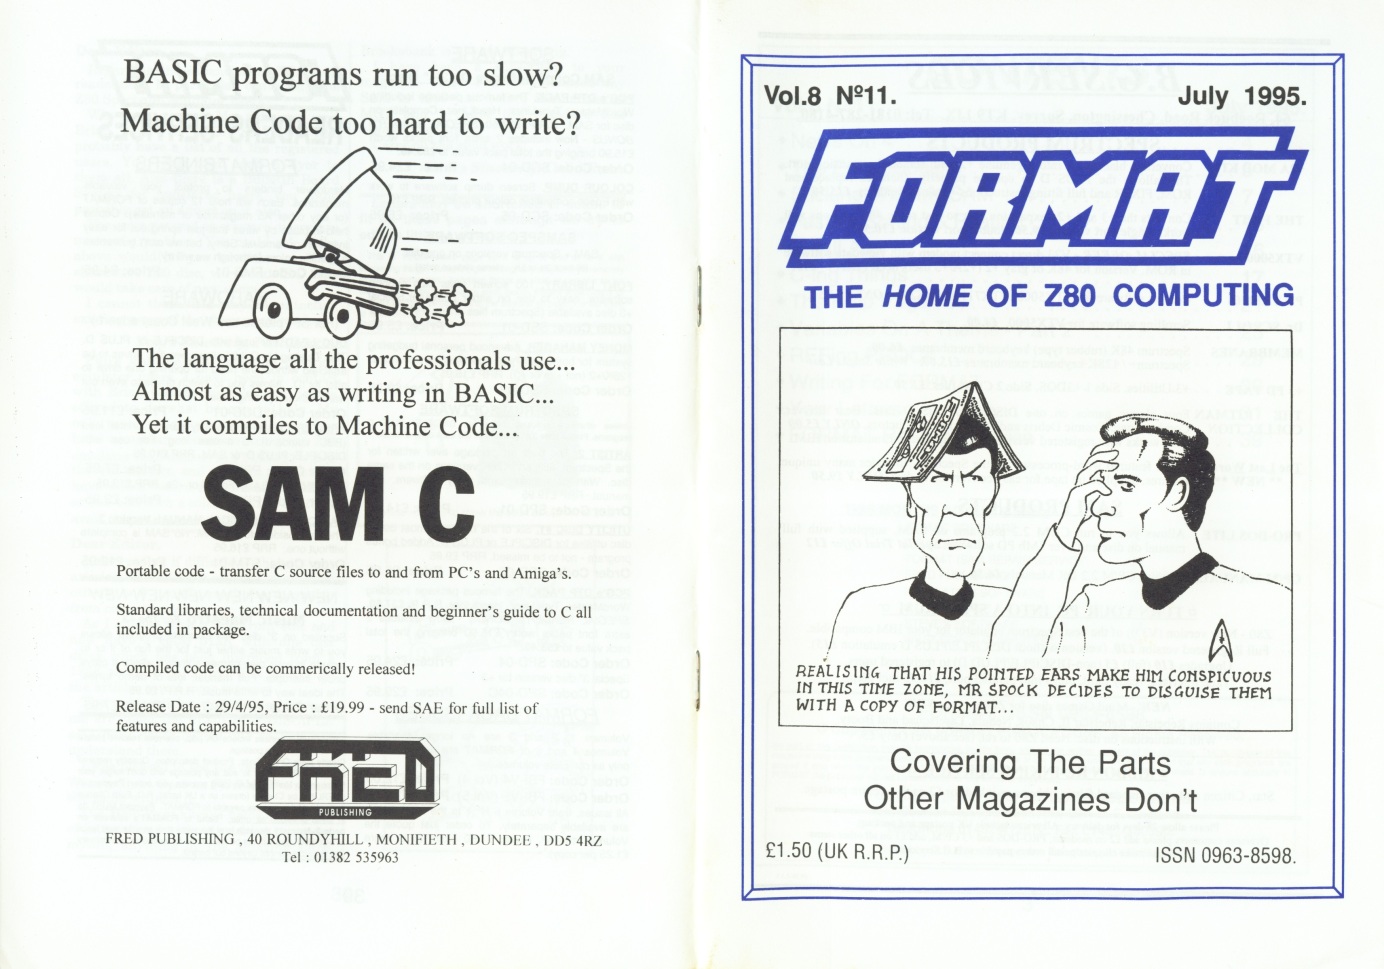 BASIC programs run too slow?
Machine Code too hard to write?
The language all the professionals use...
Almost as easy as writing in BASIC...
Yet it compiles to Machine Code...
SAM C
Portable code - transfer C source files to and from PC's and Amiga's.
Standard libraries, technical documentation and beginner's guide to C all
included in package.
Compiled code can be commerically released!
Release Date : 29/4/95, Price : £19.99 - send SAE for full list of
features and capabilities.
FRED
PUBLISHING
FRED PUBLISHING , 40 ROUNDYHILL , MONIFIETH , DUNDEE , DD5 4RZ
Tel : 01382 535963
Vol.8 Nº11. July 1995.
FORMAT
THE HOME OF Z80 COMPUTING
REALISING THAT HIS POINTED EARS MAKE HIM CONSPICUOUS
IN THIS TIME ZONE, MR SPOCK DECIDES TO DISGUISE THEM
WITH A COPY OF FORMAT...
Covering The Parts
Other Magazines Don't
£1.50 (UK R.R.P.) ISSN 0963-8598.